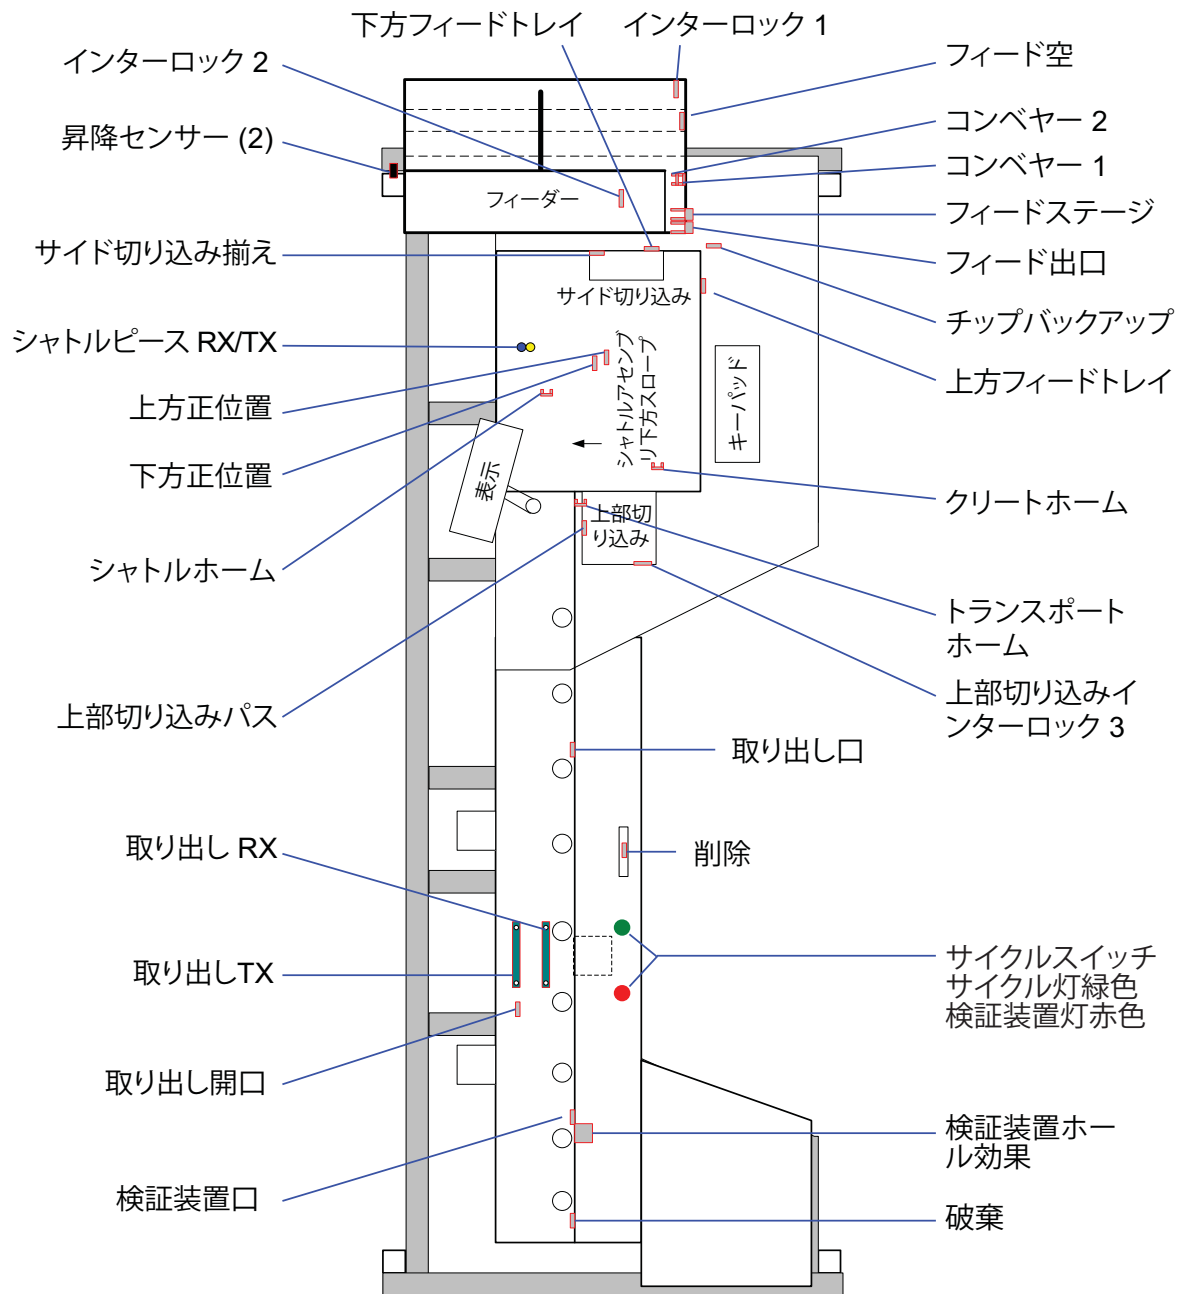 下方フィードトレイ
インターロック 1
インターロック 2
フィード空
昇降センサー (2)
コンベヤー 2
コンベヤー 1
フィーダー
フィードステージ
サイド切り込み揃え
フィード出口
サイド切り込み
チップバックアップ
シャトルピース RX/TX
上方フィードトレイ
上方正位置
シャトルアセンブ
リ下方スロープ
キーパッド
下方正位置
表示
クリートホーム
上部切
り込み
シャトルホーム
トランスポート
ホーム
上部切り込みパス
上部切り込みイ
ンターロック 3
取り出し口
取り出し RX
削除
取り出しTX
サイクルスイッチ
サイクル灯緑色
検証装置灯赤色
取り出し開口
検証装置ホー
ル効果
検証装置口
破棄